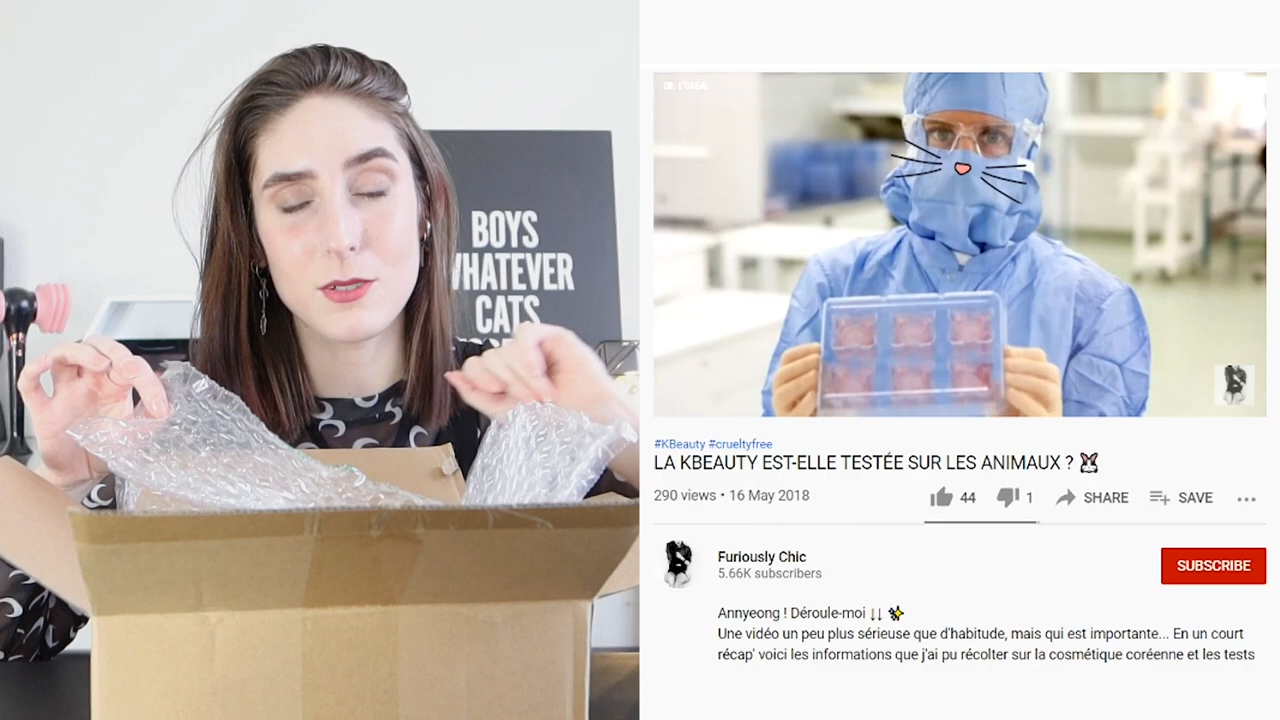 BOYS
WHATEVER
CATS
CR. L'OREAL
#KBeauty #crueltyfree
LA KBEAUTY EST-ELLE TESTÉE SUR LES ANIMAUX ?
290 views • 16 May 2018
44
1
SHARE
SAVE
Furiously Chic
5.66K subscribers
SUBSCRIBE
Annyeong ! Déroule-moi ↓↓ ✨
Une vidéo un peu plus sérieuse que d'habitude, mais qui est importante... En un court
récap' voici les informations que j'ai pu récolter sur la cosmétique coréenne et les tests